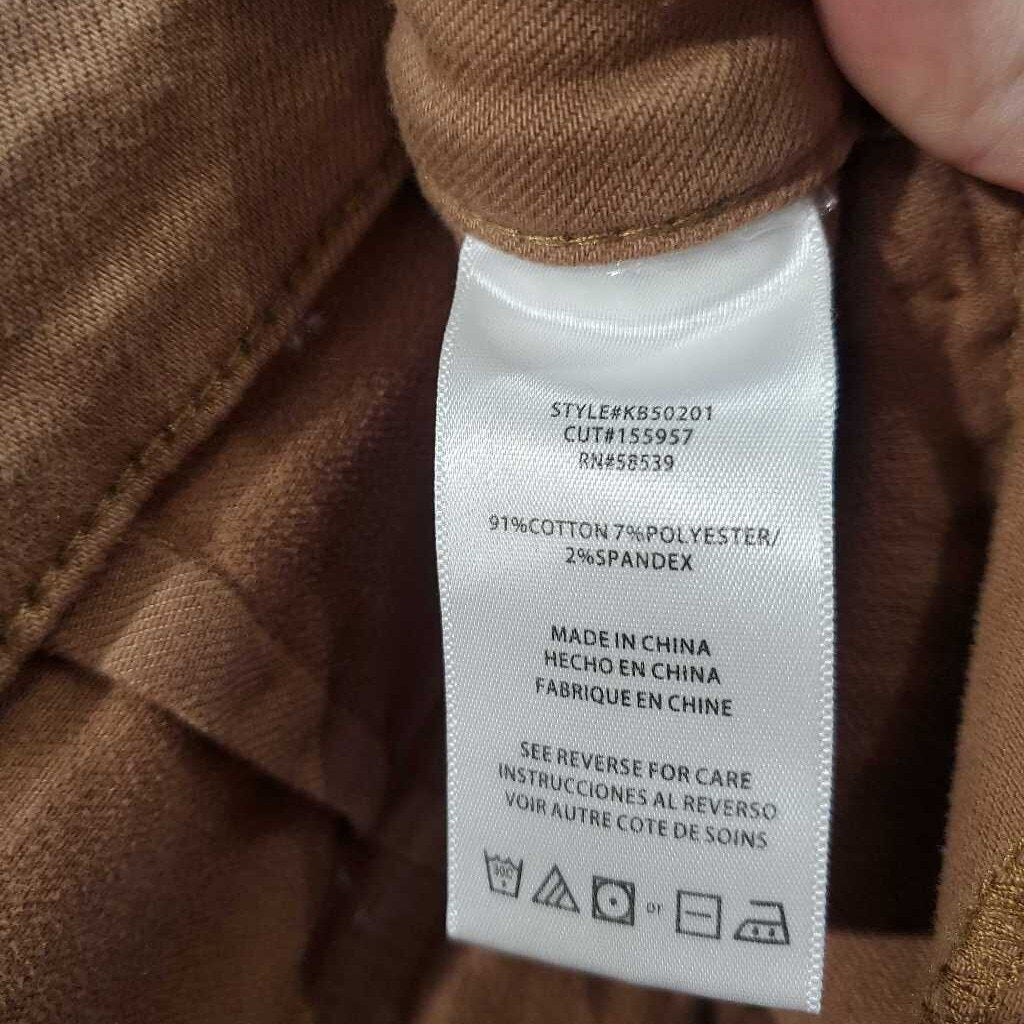 STYLE#KB50201
CUT#155957
RN#58539
91%COTTON 7%POLYESTER/
2%SPANDEX
MADE IN CHINA
HECHO EN CHINA
FABRIQUE EN CHINE
SEE REVERSE FOR CARE
INSTRUCCIONES AL REVERSO
VOIR AUTRE COTE DE SOINS
or